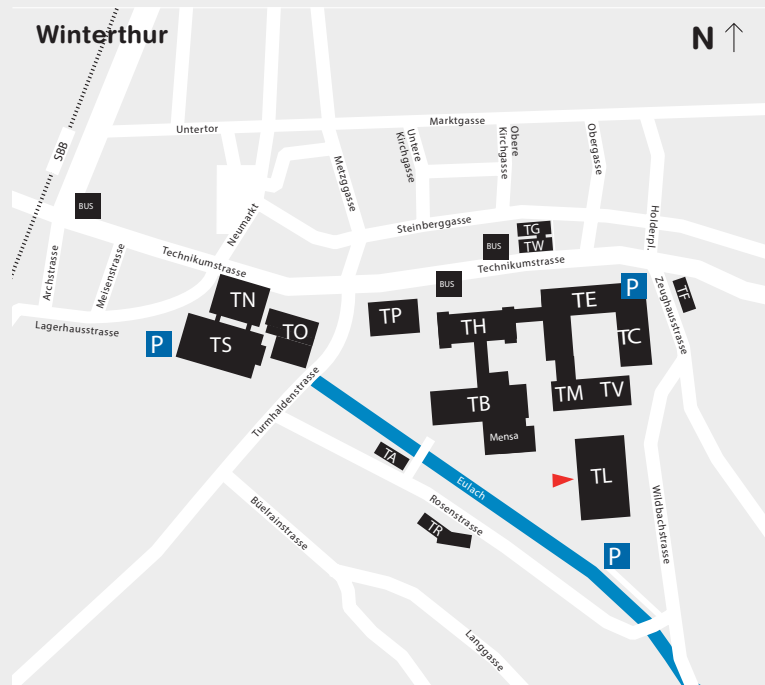 Winterthur
N
Untertor
Marktgasse
SBB
Untere
Kirchgasse
Obere
Kirchgasse
Obergasse
Metzggasse
BUS
Neumarkt
Steinberggasse
Holderpl.
TG
BUS
TW
Archstrasse
Meisenstrasse
Technikumstrasse
Technikumstrasse
BUS
P
TF
Zeughausstrasse
TN
TE
TP
TH
TO
TC
Lagerhausstrasse
P
TS
TM
TV
TB
Turmhaldenstrasse
Mensa
TA
TL
Eulach
Rosenstrasse
Büelrainstrasse
TR
Wildbachstrasse
P
Langgasse